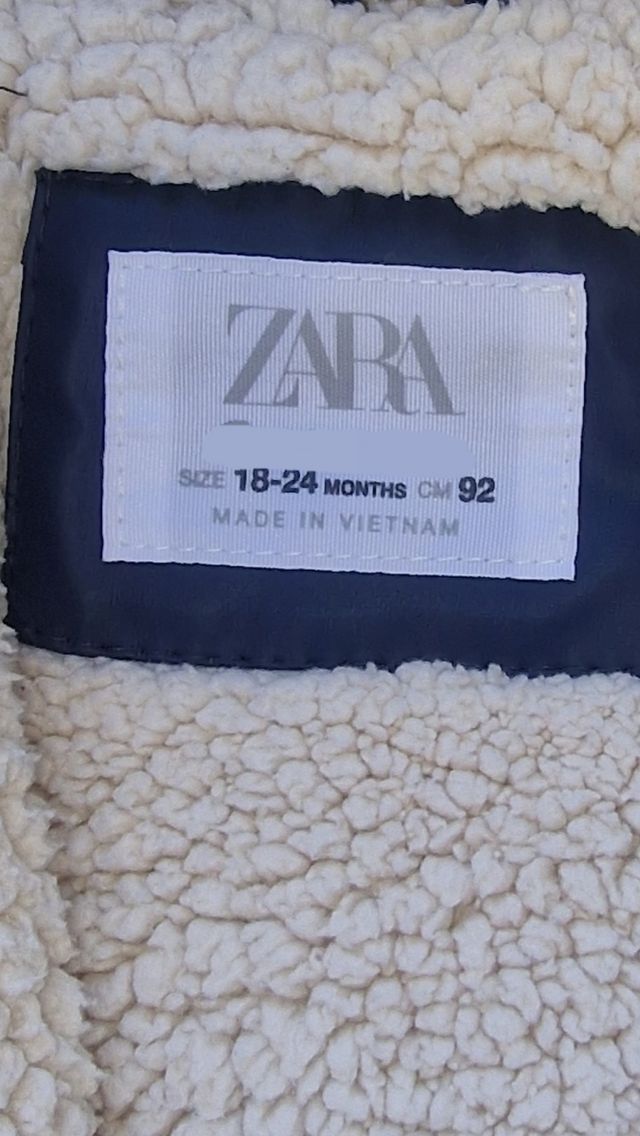 ZARA
SIZE 18-24 MONTHS CM 92
MADE IN VIETNAM